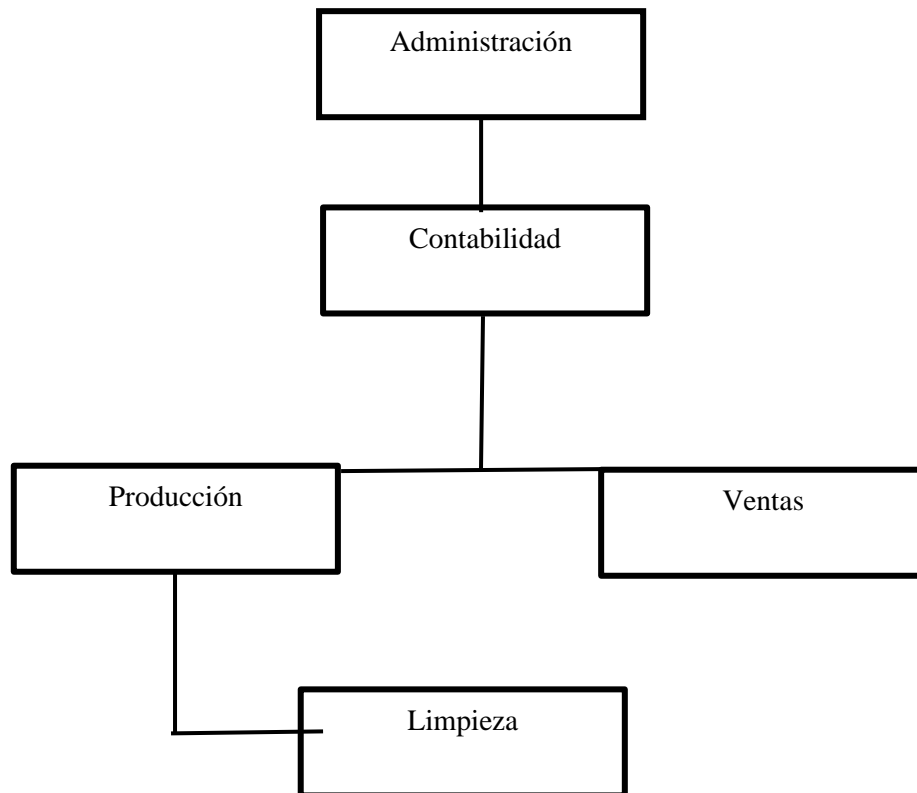 Administración
Contabilidad
Producción
Ventas
Limpieza